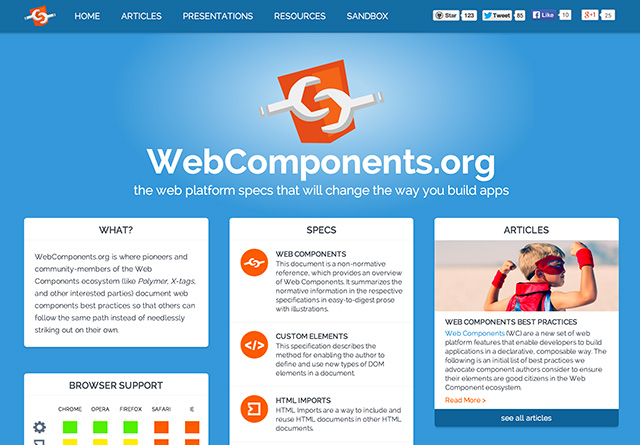 HOME ARTICLES PRESENTATIONS RESOURCES SANDBOX
Star 123 Tweet 85 Like 10 +1 25
WebComponents.org
the web platform specs that will change the way you build apps
WHAT?
WebComponents.org is where pioneers and
community-members of the Web
Components ecosystem (like Polymer, X-tags,
and other interested parties) document web
components best practices so that others can
follow the same path instead of needlessly
striking out on their own.
BROWSER SUPPORT
CHROME OPERA FIREFOX SAFARI IE
SPECS
WEB COMPONENTS
This document is a non-normative
reference, which provides an overview
of Web Components. It summarizes the
normative information in the respective
specifications in easy-to-digest prose
with illustrations.
</>
CUSTOM ELEMENTS
This specification describes the
method for enabling the author to
define and use new types of DOM
elements in a document.
HTML IMPORTS
HTML Imports are a way to include and
reuse HTML documents in other HTML
documents.
ARTICLES
WEB COMPONENTS BEST PRACTICES
Web Components (WC) are a new set of web
platform features that enable developers to build
applications in a declarative, composable way. The
following is an initial list of best practices we
advocate component authors consider to ensure
their elements are good citizens in the Web
Component ecosystem.
Read More >
see all articles